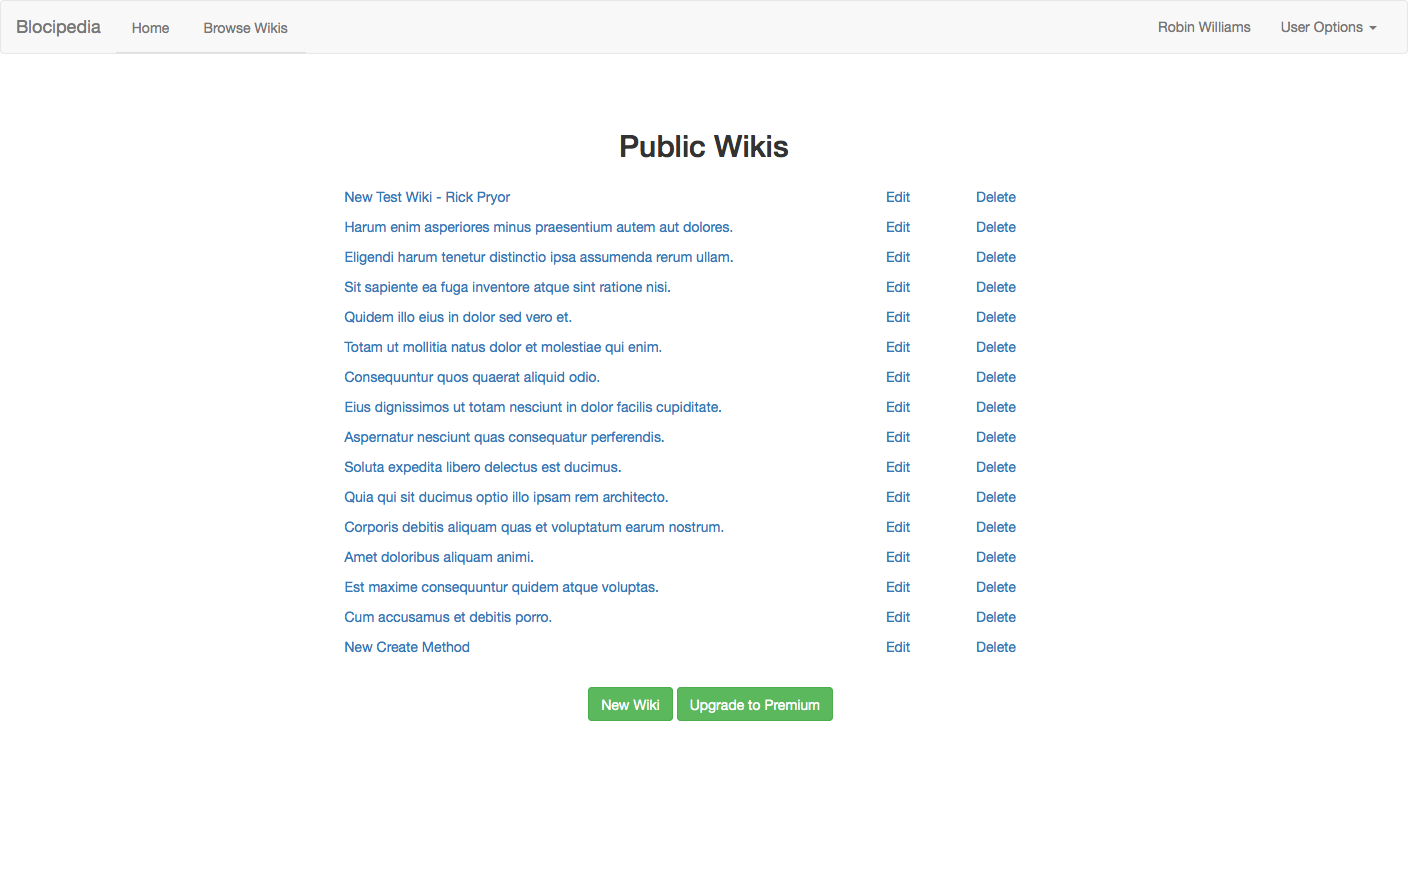 Blocipedia Home Browse Wikis Robin Williams User Options
Public Wikis
New Test Wiki - Rick Pryor Edit Delete
Harum enim asperiores minus praesentium autem aut dolores. Edit Delete
Eligendi harum tenetur distinctio ipsa assumenda rerum ullam. Edit Delete
Sit sapiente ea fuga inventore atque sint ratione nisi. Edit Delete
Quidem illo eius in dolor sed vero et. Edit Delete
Totam ut mollitia natus dolor et molestiae qui enim. Edit Delete
Consequuntur quos quaerat aliquid odio. Edit Delete
Eius dignissimos ut totam nesciunt in dolor facilis cupiditate. Edit Delete
Aspernatur nesciunt quas consequatur perferendis. Edit Delete
Soluta expedita libero delectus est ducimus. Edit Delete
Quia qui sit ducimus optio illo ipsam rem architecto. Edit Delete
Corporis debitis aliquam quas et voluptatum earum nostrum. Edit Delete
Amet doloribus aliquam animi. Edit Delete
Est maxime consequuntur quidem atque voluptas. Edit Delete
Cum accusamus et debitis porro. Edit Delete
New Create Method Edit Delete
New Wiki Upgrade to Premium